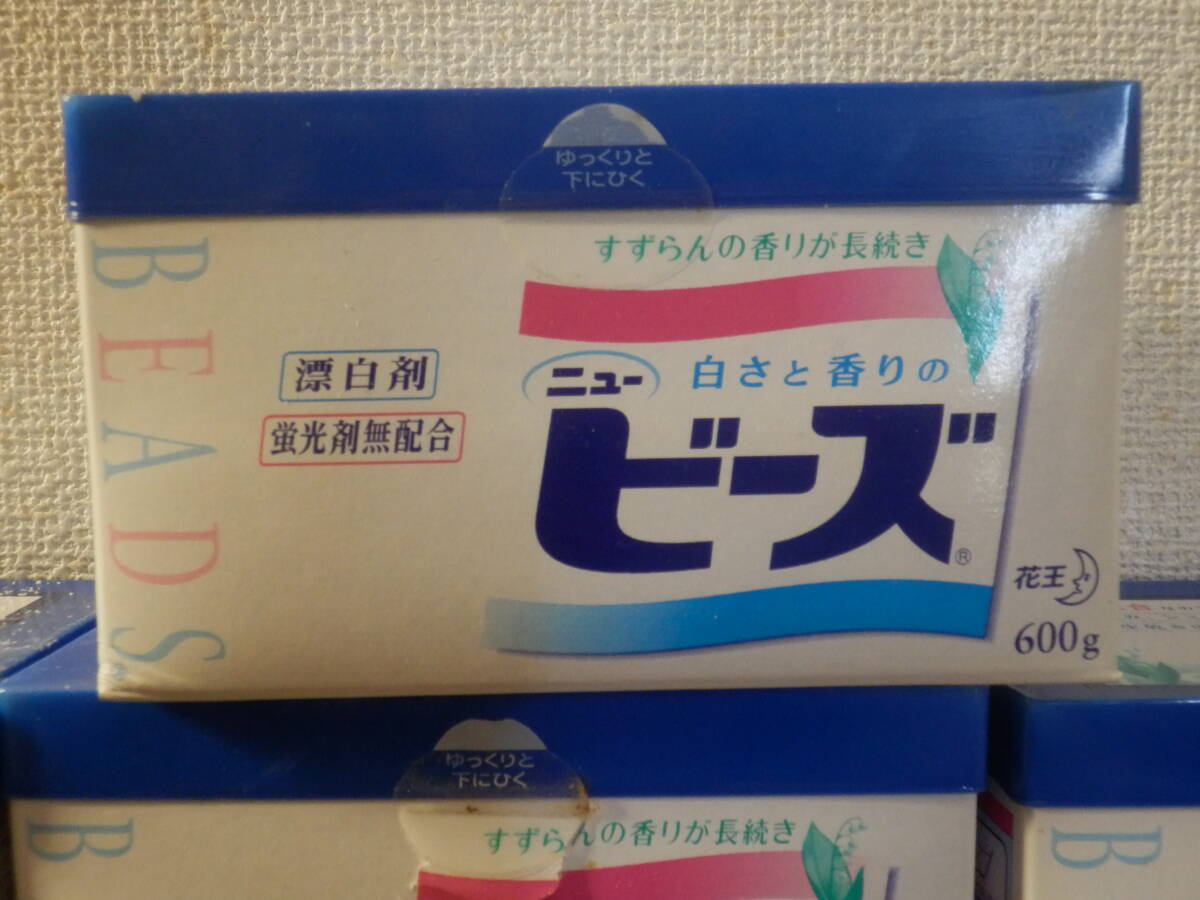 ゆっくりと
下にひく
すずらんの香りが長続き
BEADS
漂白剤
蛍光剤無配合
ニュー
白さと香りの
ビーズ®
花王
600g
ゆっくりと
下にひく
すずらんの香りが長続き
B
B